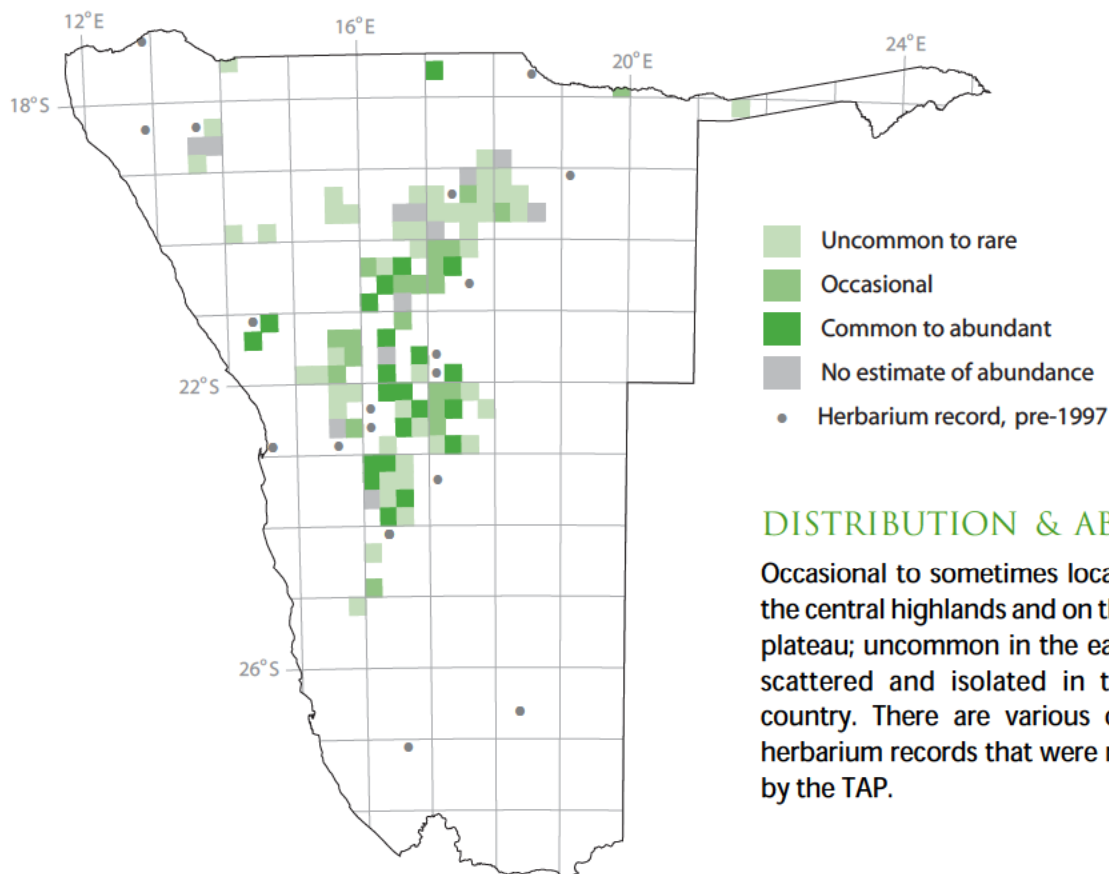 12°E
16°E
20°E
24°E
18°S
22°S
26°S
Uncommon to rare
Occasional
Common to abundant
No estimate of abundance
Herbarium record, pre-1997
DISTRIBUTION & AB
Occasional to sometimes loca
the central highlands and on th
plateau; uncommon in the ea
scattered and isolated in t
country. There are various
herbarium records that were
by the TAP.